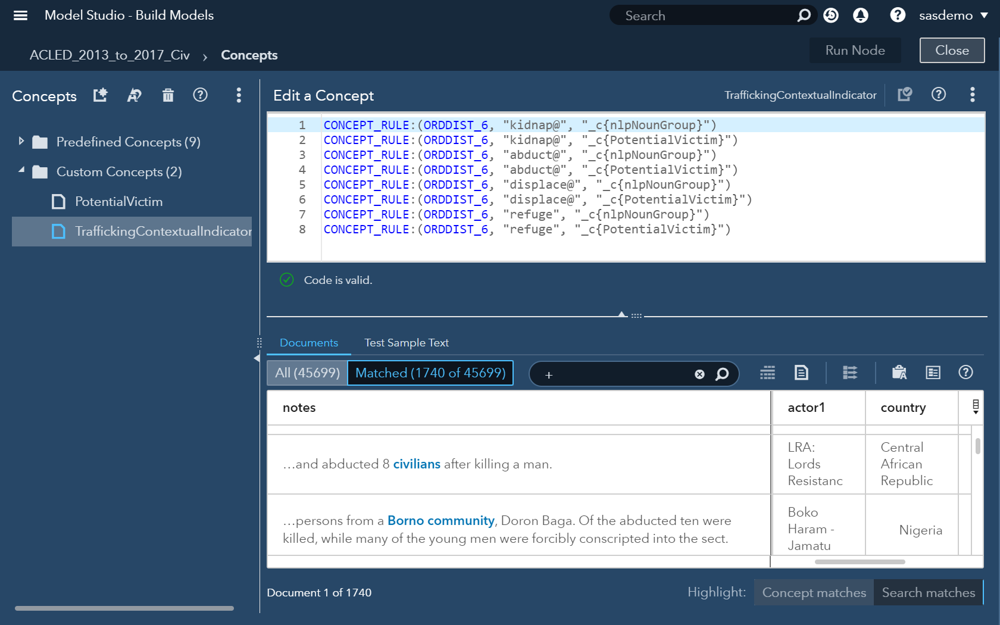 Model Studio - Build Models
Search
sasdemo
ACLED_2013_to_2017_Civ › Concepts
Run Node
Close
Concepts
Predefined Concepts (9)
Custom Concepts (2)
PotentialVictim
TraffickingContextualIndicator
Edit a Concept
TraffickingContextualIndicator
1 CONCEPT_RULE:(ORDDIST_6, "kidnap@", "_c{nlpNounGroup}")
2 CONCEPT_RULE:(ORDDIST_6, "kidnap@", "_c{PotentialVictim}")
3 CONCEPT_RULE:(ORDDIST_6, "abduct@", "_c{nlpNounGroup}")
4 CONCEPT_RULE:(ORDDIST_6, "abduct@", "_c{PotentialVictim}")
5 CONCEPT_RULE:(ORDDIST_6, "displace@", "_c{nlpNounGroup}")
6 CONCEPT_RULE:(ORDDIST_6, "displace@", "_c{PotentialVictim}")
7 CONCEPT_RULE:(ORDDIST_6, "refuge", "_c{nlpNounGroup}")
8 CONCEPT_RULE:(ORDDIST_6, "refuge", "_c{PotentialVictim}")
Code is valid.
Documents
Test Sample Text
All (45699)
Matched (1740 of 45699)
+
notes
actor1
country
...and abducted 8 civilians after killing a man.
LRA:
Lords
Resistanc
Central
African
Republic
...persons from a Borno community, Doron Baga. Of the abducted ten were
killed, while many of the young men were forcibly conscripted into the sect.
Boko
Haram -
Jamatu
Nigeria
Document 1 of 1740
Highlight:
Concept matches
Search matches